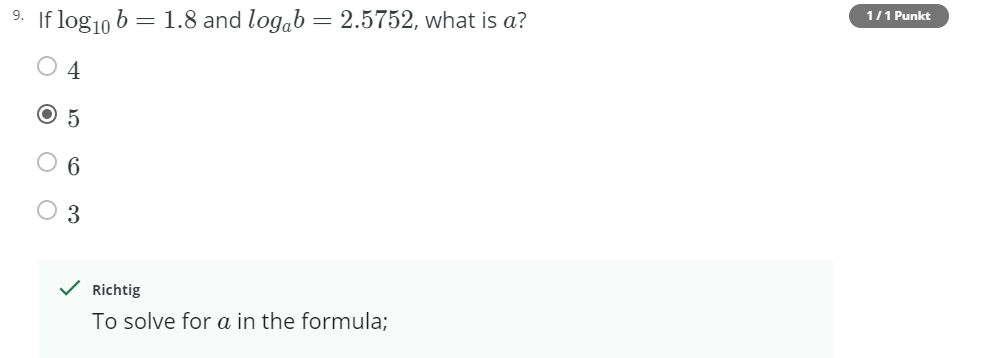 9. If log₁₀ b = 1.8 and logₐb = 2.5752, what is a?
1 / 1 Punkt
4
5
6
3
Richtig
To solve for a in the formula;